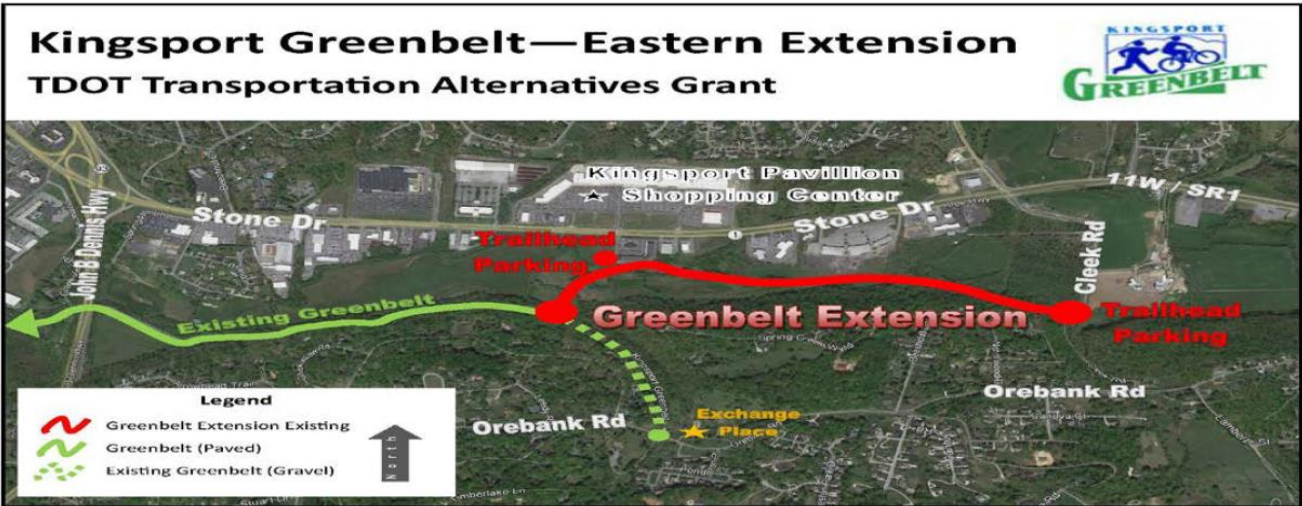 Kingsport Greenbelt—Eastern Extension
TDOT Transportation Alternatives Grant
KINGSPORT
GREENBELT
Kingsport Pavillion
Shopping Center
11W / SR1
John B Dennis Hwy
Stone Dr
Stone Dr
Cleek Rd
Trailhead
Parking
Existing Greenbelt
Greenbelt Extension
Trailhead
Parking
Orebank Rd
Orebank Rd
Exchange
Place
Legend
Greenbelt Extension Existing
Greenbelt (Paved)
Existing Greenbelt (Gravel)
North